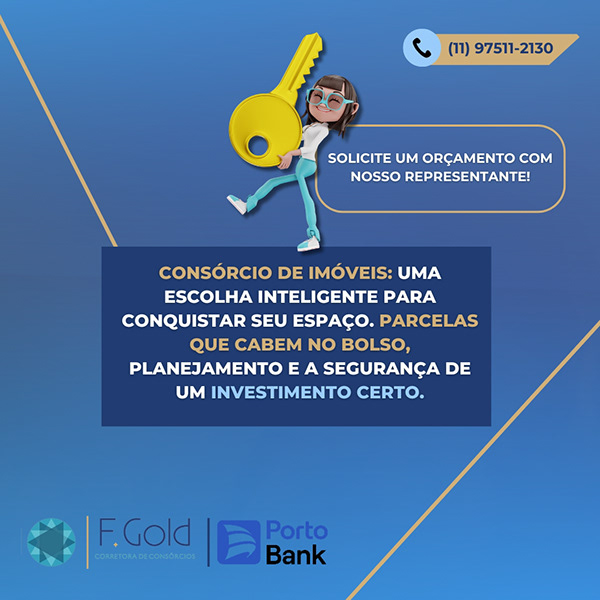 (11) 97511-2130
SOLICITE UM ORÇAMENTO COM
NOSSO REPRESENTANTE!
CONSÓRCIO DE IMÓVEIS: UMA
ESCOLHA INTELIGENTE PARA
CONQUISTAR SEU ESPAÇO. PARCELAS
QUE CABEM NO BOLSO,
PLANEJAMENTO E A SEGURANÇA DE
UM INVESTIMENTO CERTO.
F.Gold
CORRETORA DE CONSÓRCIOS
Porto
Bank